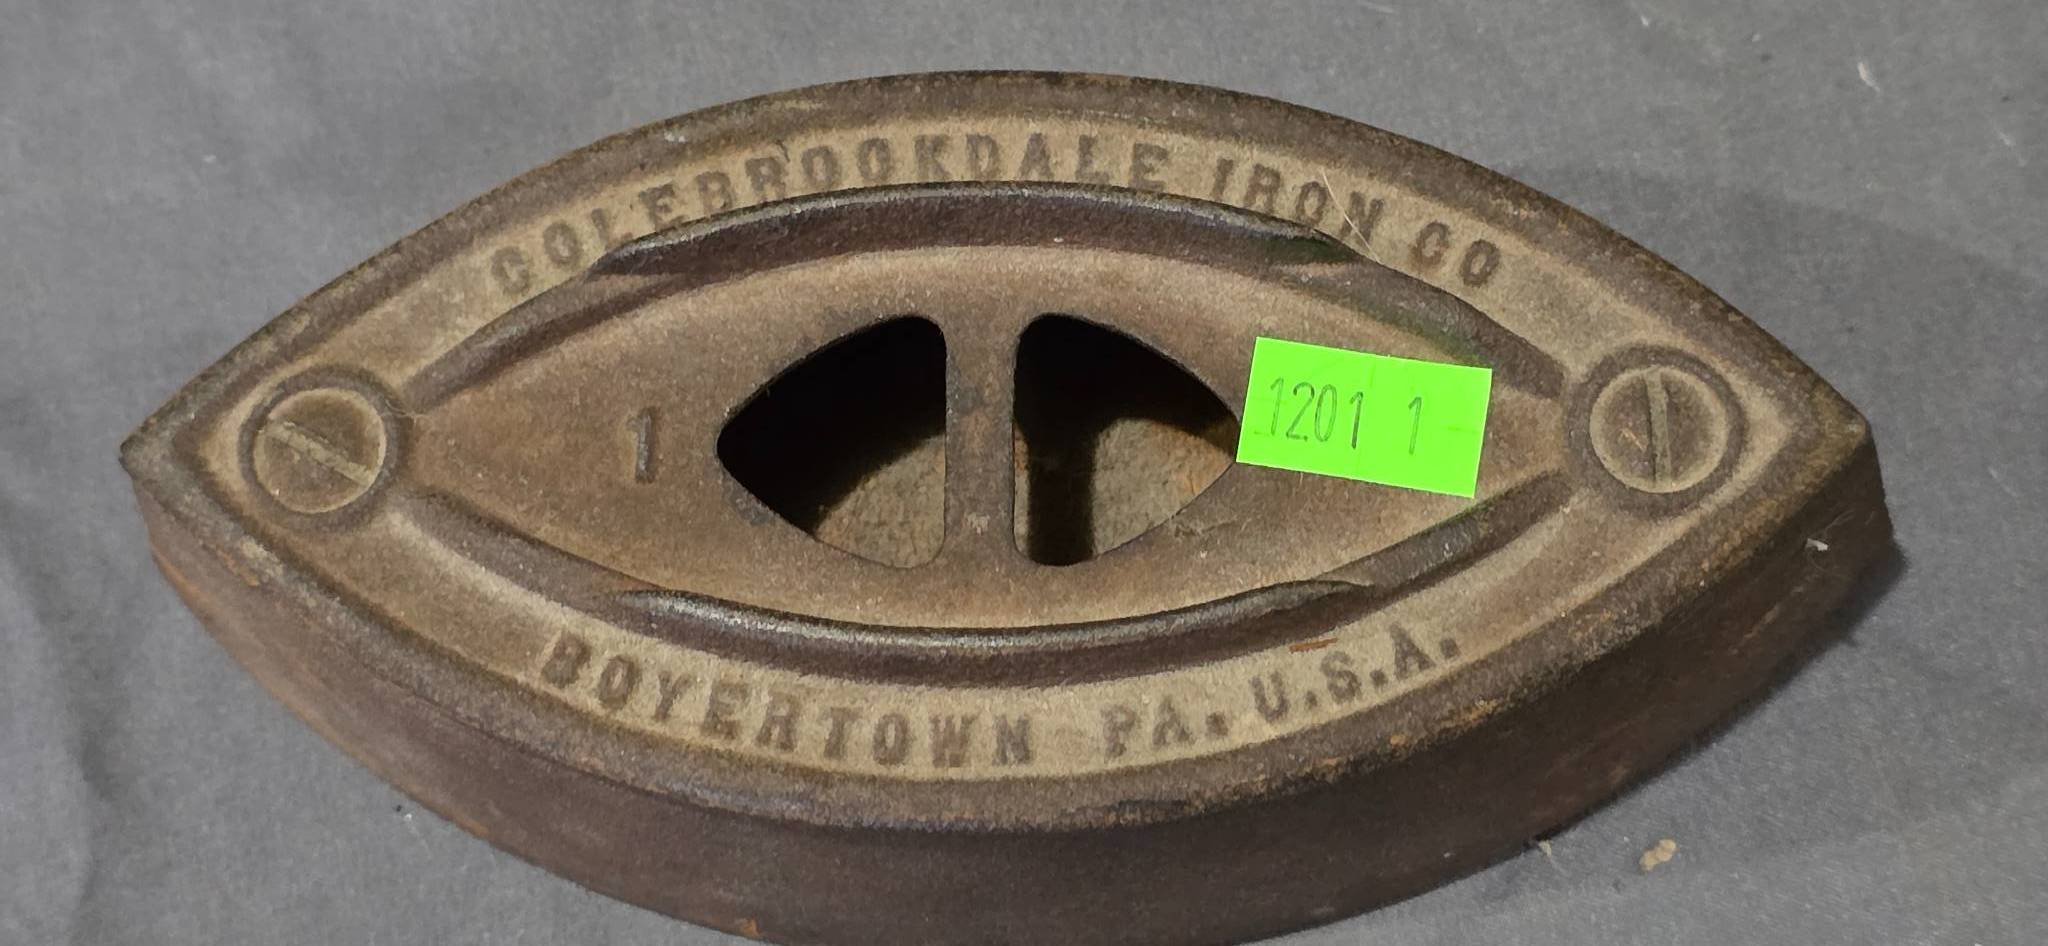 COLEBROOKDALE IRON CO
1
1201 1
BOYERTOWN PA. U.S.A.